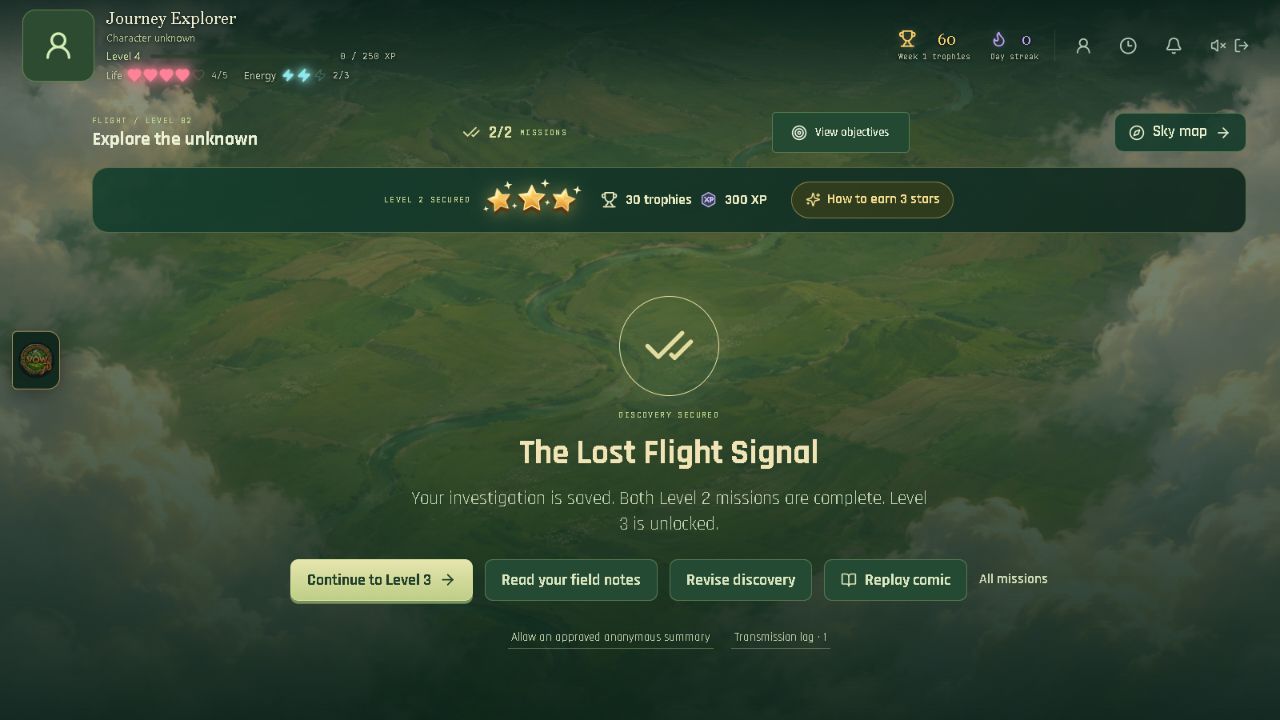 Journey Explorer
Character unknown
Level 4
0 / 250 XP
Life 4/5 Energy 2/3
60
Week 1 trophies
0
Day streak
FLIGHT / LEVEL 02
Explore the unknown
2/2 MISSIONS
View objectives
Sky map
LEVEL 2 SECURED
30 trophies
XP
300 XP
How to earn 3 stars
VOW
DISCOVERY SECURED
The Lost Flight Signal
Your investigation is saved. Both Level 2 missions are complete. Level
3 is unlocked.
Continue to Level 3
Read your field notes
Revise discovery
Replay comic
All missions
Allow an approved anonymous summary
Transmission log · 1